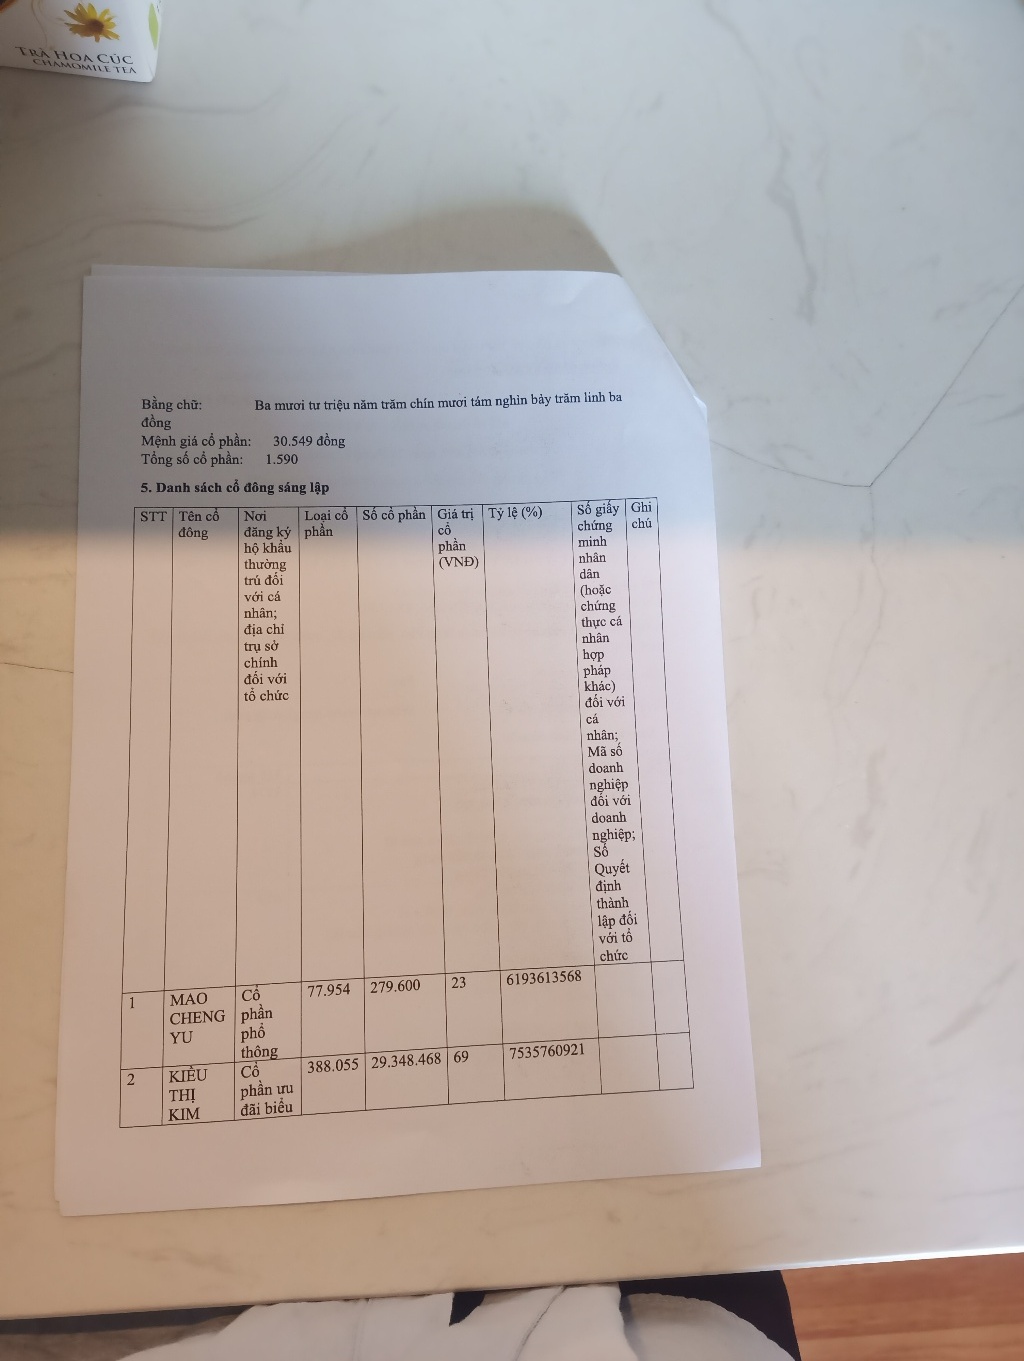 TRÀ HOA CÚC
CHAMOMILE TEA
Bằng chữ: Ba mươi tư triệu năm trăm chín mươi tám nghìn bảy trăm linh ba
đồng
Mệnh giá cổ phần: 30.549 đồng
Tổng số cổ phần: 1.590
5. Danh sách cổ đông sáng lập
STT
Tên cổ
đông
Nơi
đăng ký
hộ khẩu
thường
trú đối
với cá
nhân;
địa chỉ
trụ sở
chính
đối với
tổ chức
Loại cổ
phần
Số cổ phần
Giá trị
cổ
phần
(VNĐ)
Tỷ lệ (%)
Số giấy
chứng
minh
nhân
dân
(hoặc
chứng
thực cá
nhân
hợp
pháp
khác)
đối với
cá
nhân;
Mã số
doanh
nghiệp
đối với
doanh
nghiệp;
Số
Quyết
định
thành
lập đối
với tổ
chức
Ghi
chú
1
MAO
CHENG
YU
Cổ
phần
phổ
thông
77.954
279.600
23
6193613568
2
KIỀU
THỊ
KIM
Cổ
phần ưu
đãi biểu
388.055
29.348.468
69
7535760921